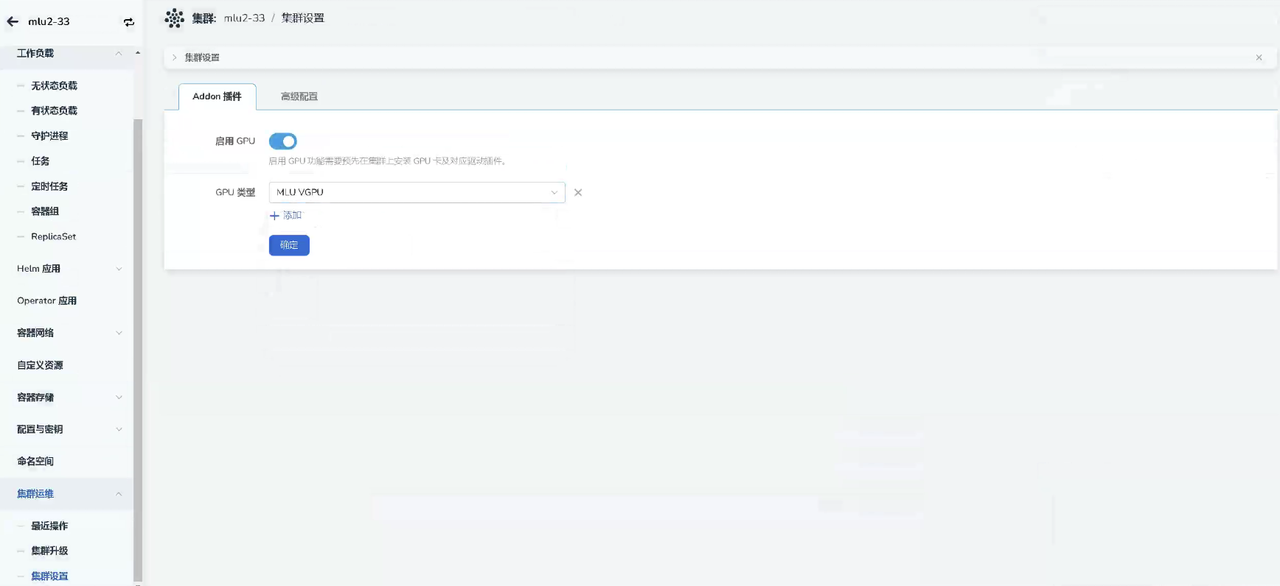 mlu2-33
工作负载
无状态负载
有状态负载
守护进程
任务
定时任务
容器组
ReplicaSet
Helm 应用
Operator 应用
容器网络
自定义资源
容器存储
配置与密钥
命名空间
集群运维
最近操作
集群升级
集群设置
集群: mlu2-33 / 集群设置
集群设置
Addon 插件 高级配置
启用 GPU
启用 GPU 功能需要预先在集群上安装 GPU 卡及对应驱动插件。
GPU 类型 MLU VGPU
添加
确定